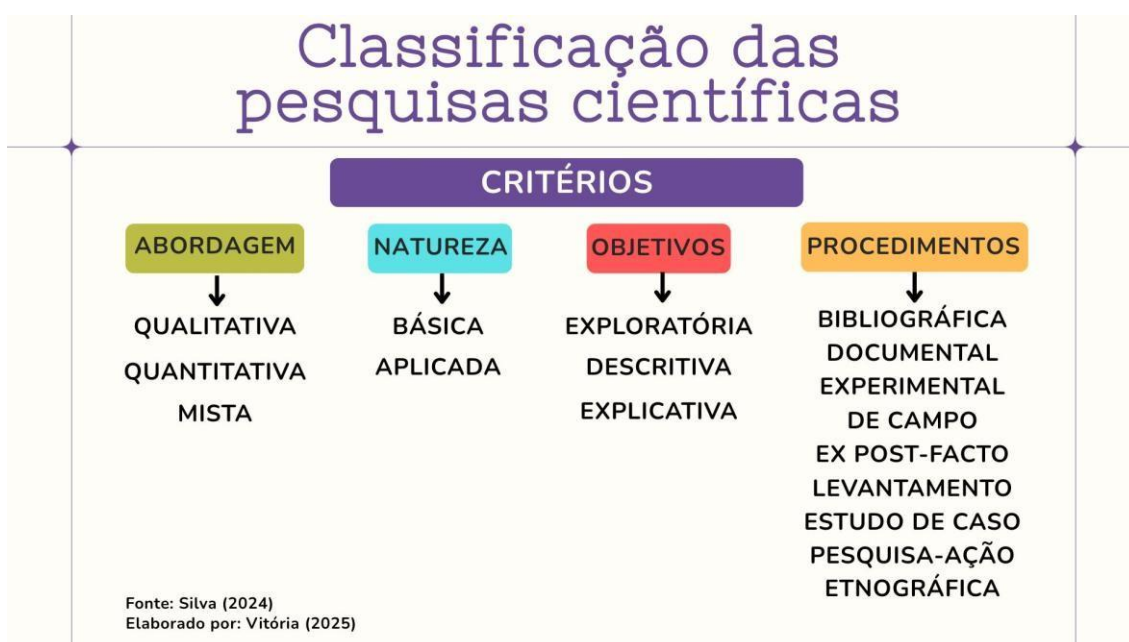 Classificação das
pesquisas científicas
CRITÉRIOS
ABORDAGEM
QUALITATIVA
QUANTITATIVA
MISTA
NATUREZA
BÁSICA
APLICADA
OBJETIVOS
EXPLORATÓRIA
DESCRITIVA
EXPLICATIVA
PROCEDIMENTOS
BIBLIOGRÁFICA
DOCUMENTAL
EXPERIMENTAL
DE CAMPO
EX POST-FACTO
LEVANTAMENTO
ESTUDO DE CASO
PESQUISA-AÇÃO
ETNOGRÁFICA
Fonte: Silva (2024)
Elaborado por: Vitória (2025)